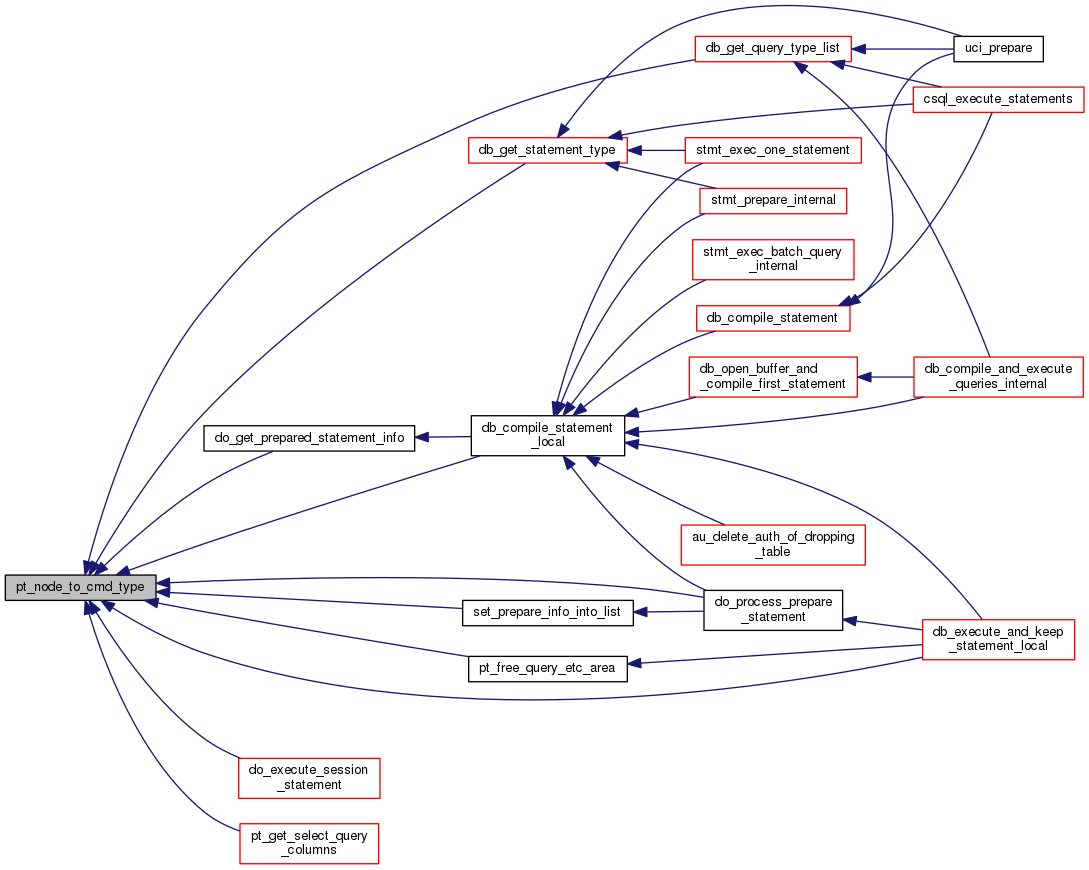 db_get_query_type_list
uci_prepare
csql_execute_statements
db_get_statement_type
stmt_exec_one_statement
stmt_prepare_internal
stmt_exec_batch_query
_internal
db_compile_statement
db_open_buffer_and
_compile_first_statement
db_compile_and_execute
_queries_internal
do_get_prepared_statement_info
db_compile_statement
_local
au_delete_auth_of_dropping
_table
pt_node_to_cmd_type
set_prepare_info_into_list
do_process_prepare
_statement
db_execute_and_keep
_statement_local
pt_free_query_etc_area
do_execute_session
_statement
pt_get_select_query
_columns